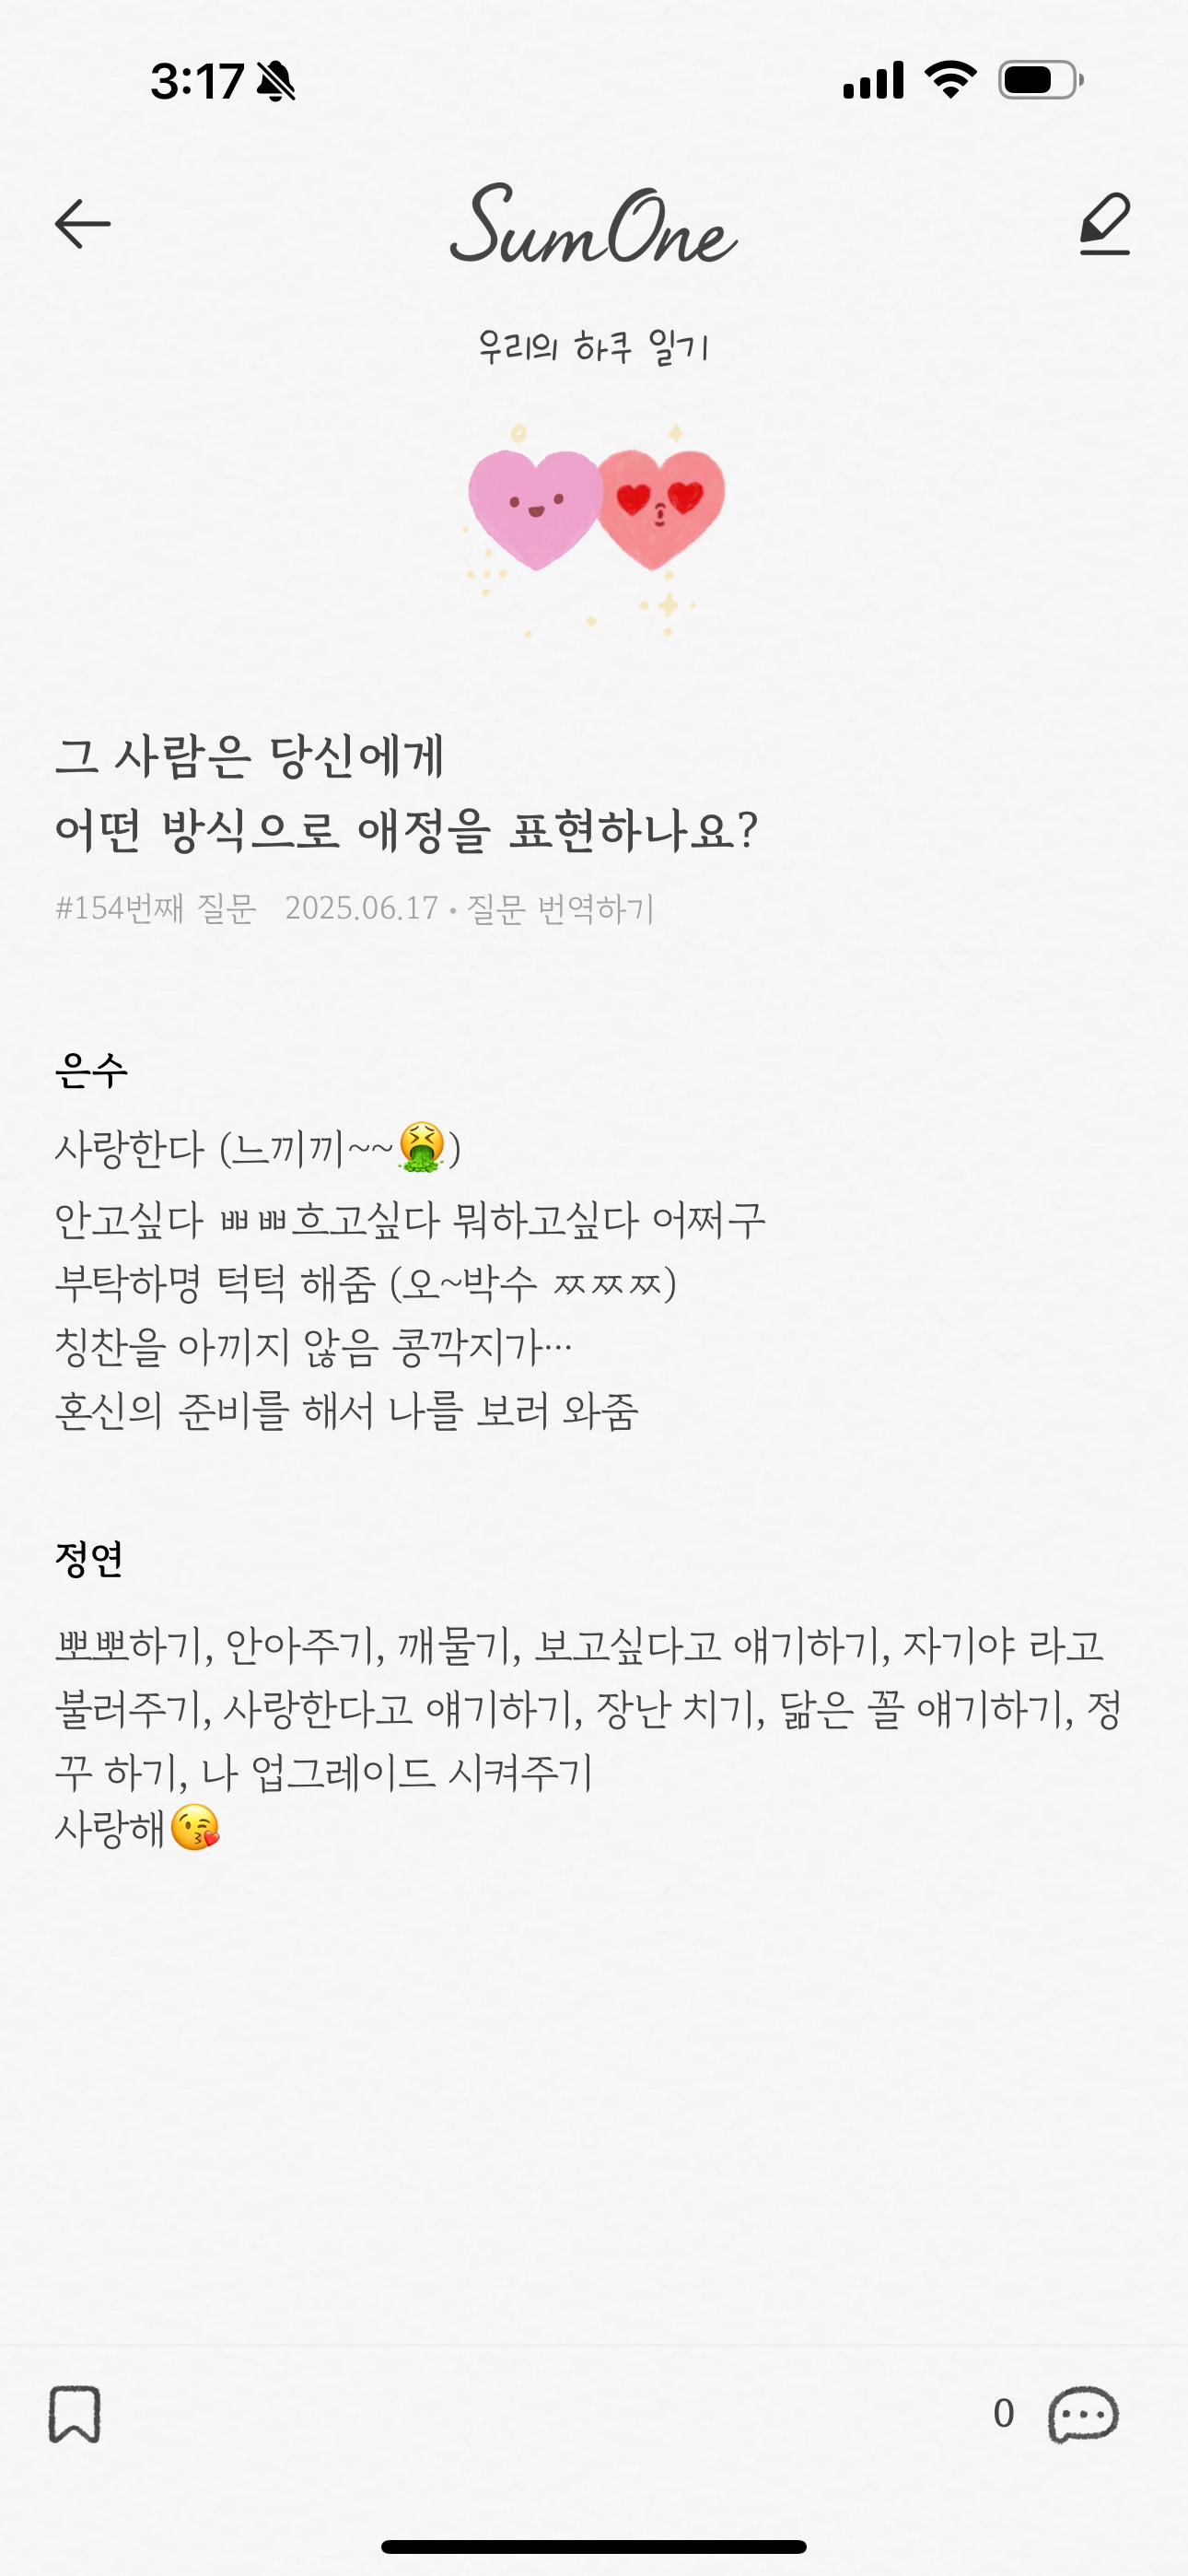 3:17
SumOne
우리의 하쿠 일기
그 사람은 당신에게
어떤 방식으로 애정을 표현하나요?
#154번째 질문 2025.06.17 • 질문 번역하기
은수
사랑한다 (느끼끼~~🤮)
안고싶다 ㅃㅃ흐고싶다 뭐하고싶다 어쩌구
부탁하명 턱턱 해줌 (오~박수 ㅉㅉㅉ)
칭찬을 아끼지 않음 콩깍지가…
혼신의 준비를 해서 나를 보러 와줌
정연
뽀뽀하기, 안아주기, 깨물기, 보고싶다고 얘기하기, 자기야 라고
불러주기, 사랑한다고 얘기하기, 장난 치기, 닮은 꼴 얘기하기, 정
꾸 하기, 나 업그레이드 시켜주기
사랑해😘
0